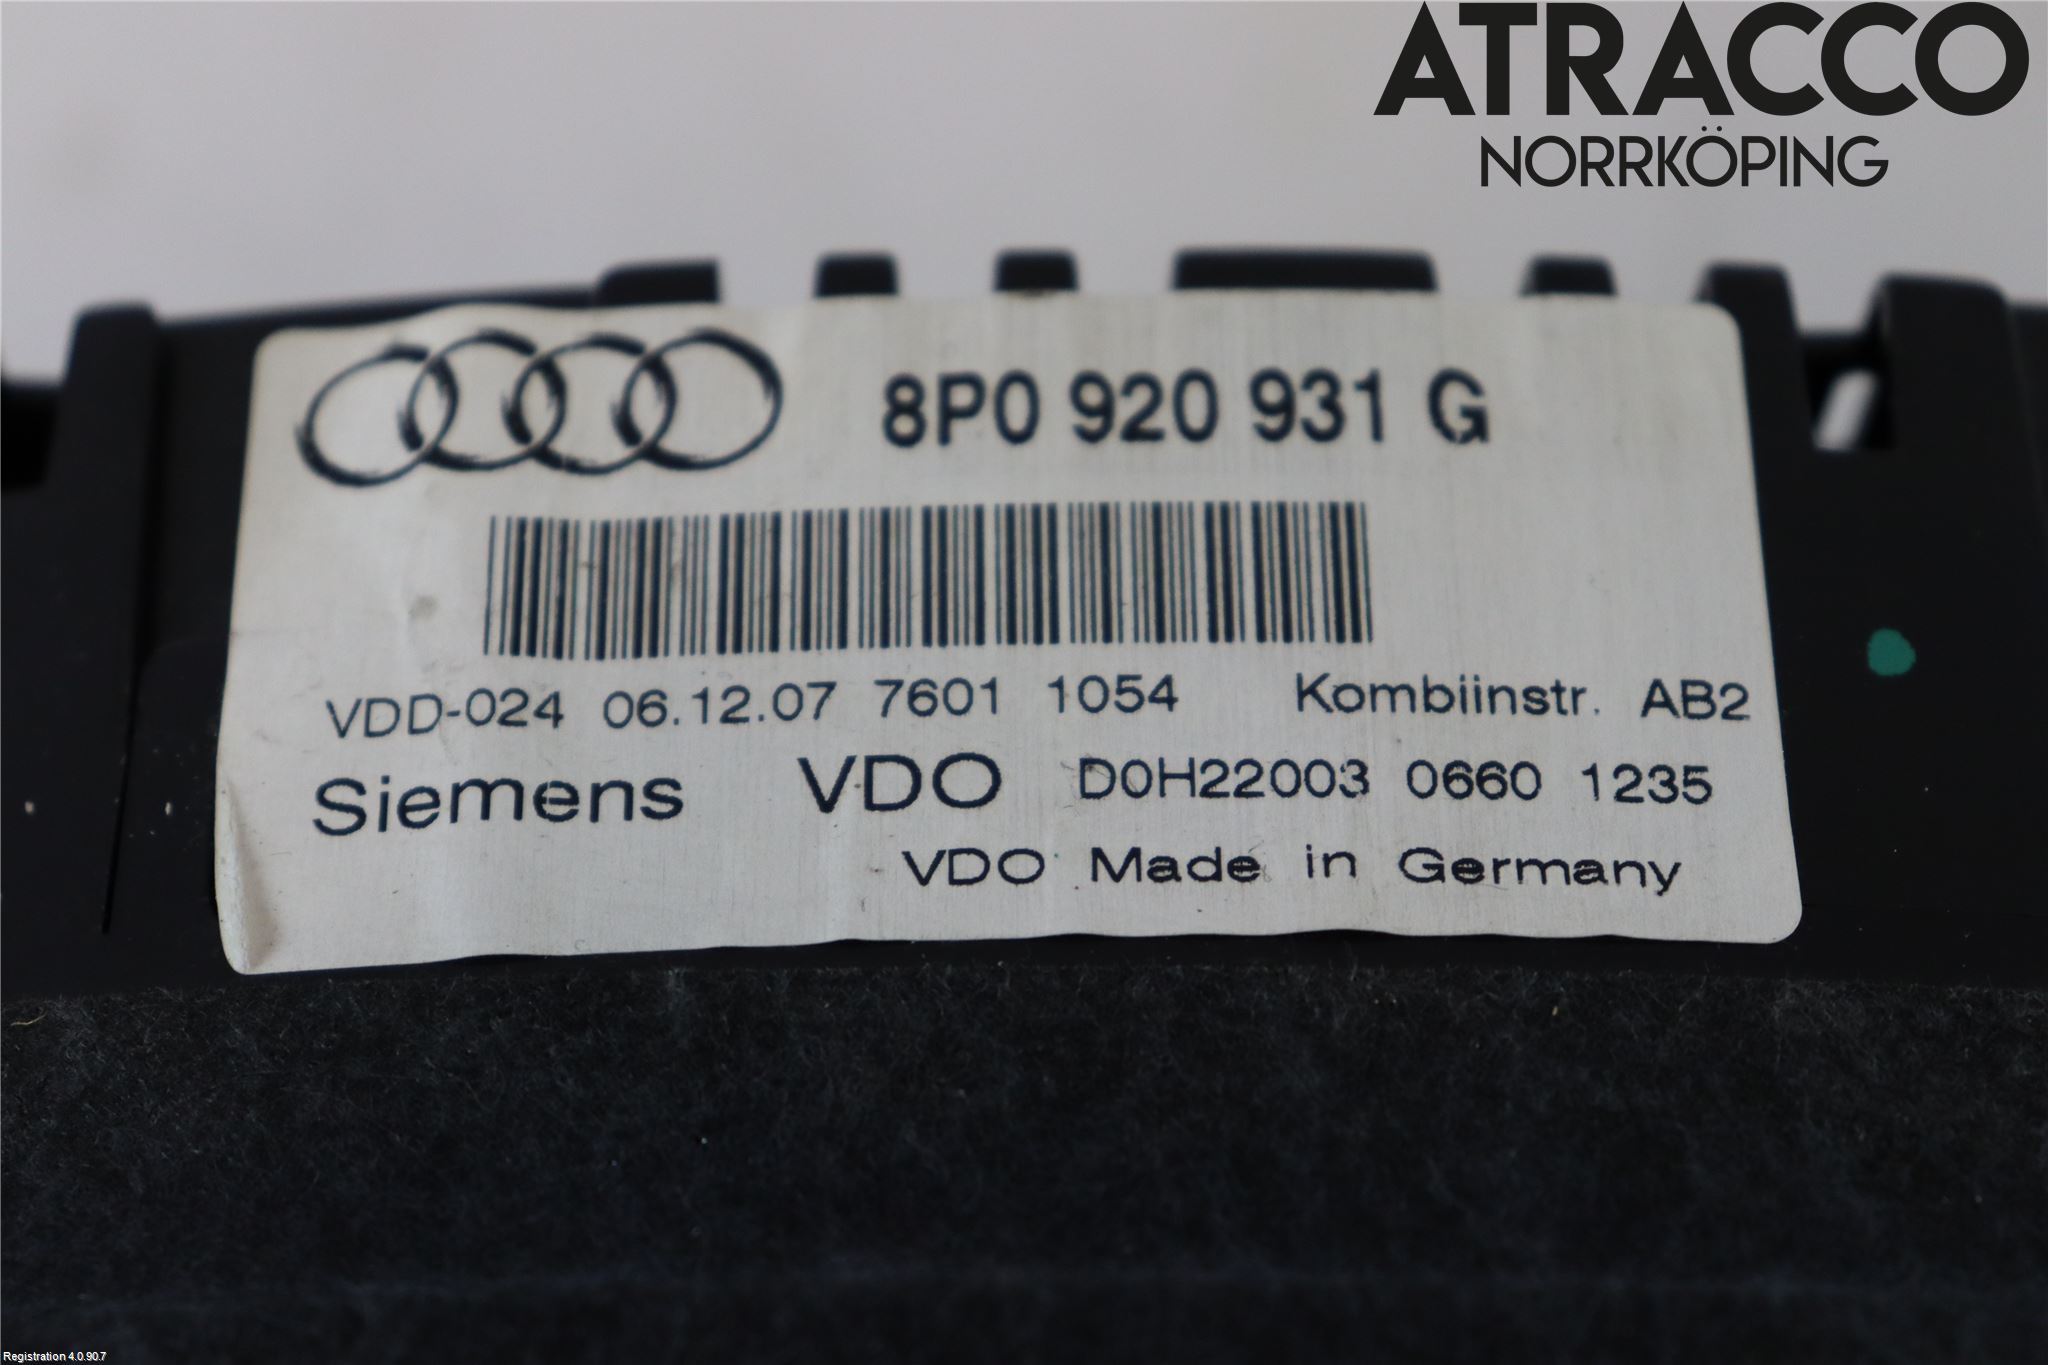 ATRACCO
NORRKÖPING
8P0 920 931 G
VDD-024 06.12.07 7601 1054 Kombiinstr. AB2
Siemens VDO D0H22003 0660 1235
VDO Made in Germany
Registration 4.0.90.7